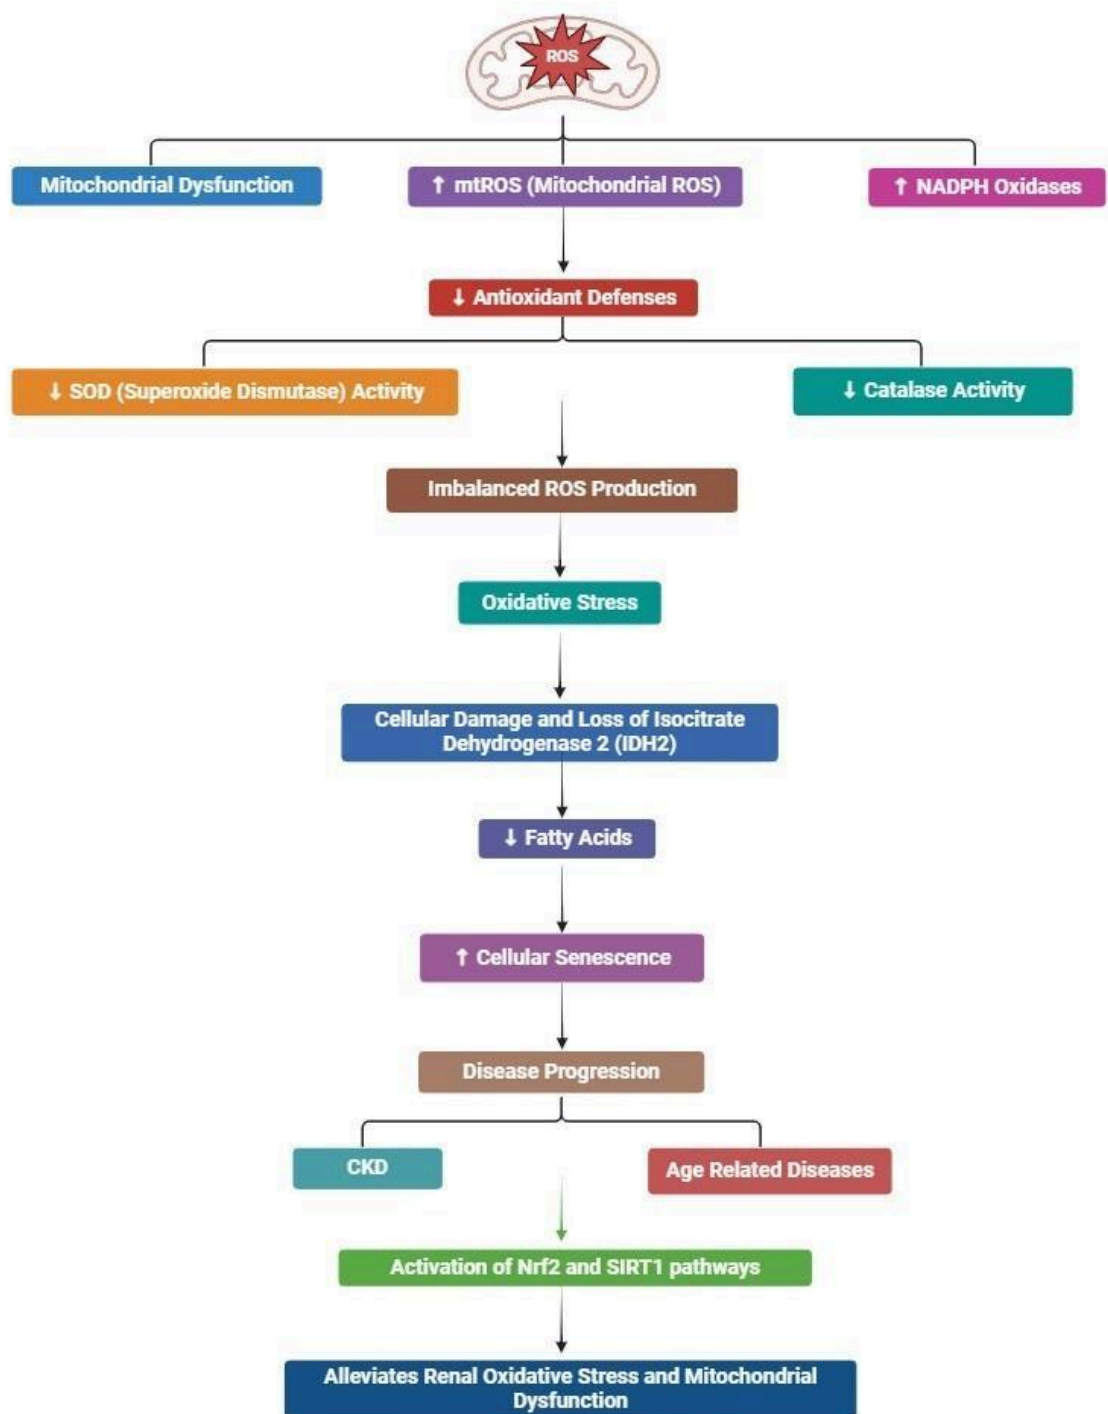 ROS
Mitochondrial Dysfunction
↑ mtROS (Mitochondrial ROS)
↑ NADPH Oxidases
↓ Antioxidant Defenses
↓ SOD (Superoxide Dismutase) Activity
↓ Catalase Activity
Imbalanced ROS Production
Oxidative Stress
Cellular Damage and Loss of Isocitrate
Dehydrogenase 2 (IDH2)
↓ Fatty Acids
↑ Cellular Senescence
Disease Progression
CKD
Age Related Diseases
Activation of Nrf2 and SIRT1 pathways
Alleviates Renal Oxidative Stress and Mitochondrial
Dysfunction